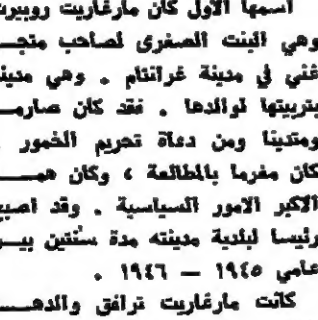 اسمها الاول كان مارغاريت روبيرت
وهي البنت الصغرى لصاحب متجـ
غني في مدينة غرانثام . وهي مدينـ
بتربيتها لوالدها . فقد كان صارمـ
ومتدينا ومن دعاة تحريم الخمور .
كان مغرما بالمطالعة ، وكان همـ
الاكبر الامور السياسية . وقد اصبح
رئيسا لبلدية مدينته مدة سنتين بيـ
عامي ١٩٤٥ — ١٩٤٦ .
كانت مارغاريت ترافق والدهـ